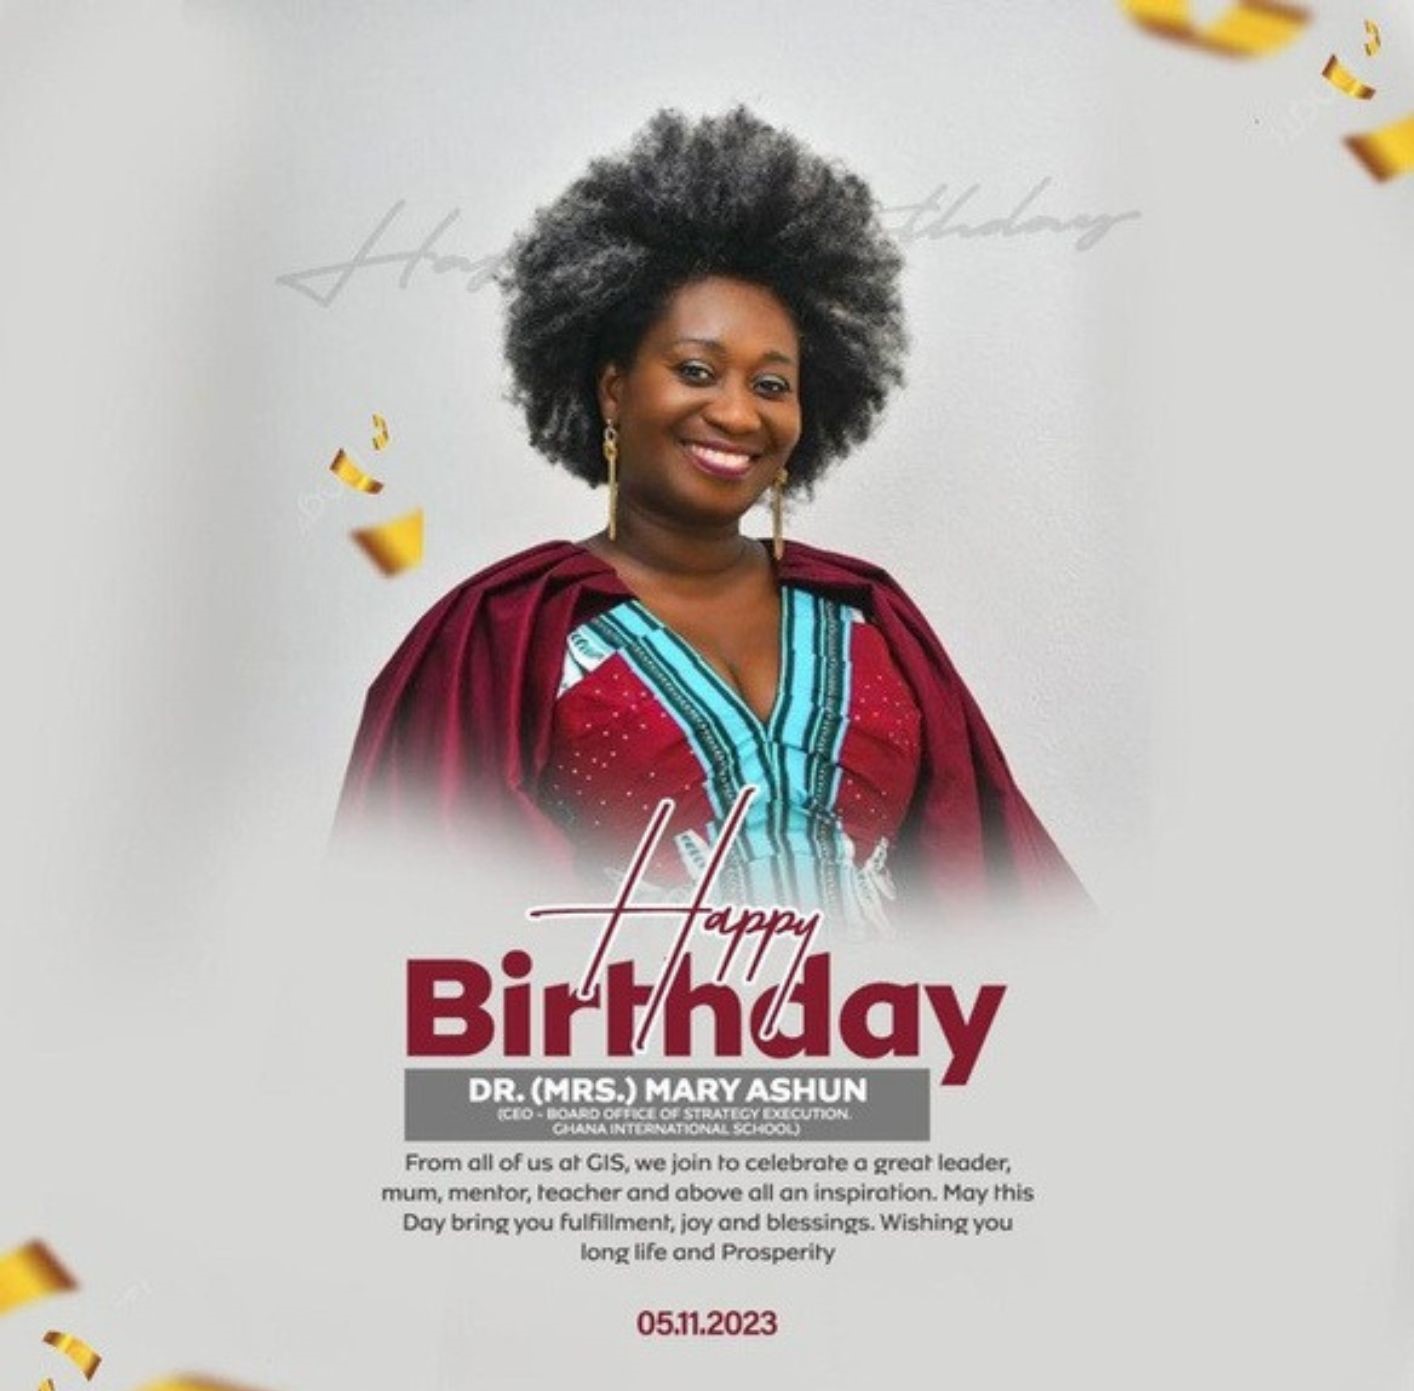 Happy
Birthday
DR. (MRS.) MARY ASHUN
(CEO - BOARD OFFICE OF STRATEGY EXECUTION.
GHANA INTERNATIONAL SCHOOL)
From all of us at GIS, we join to celebrate a great leader,
mum, mentor, teacher and above all an inspiration. May this
Day bring you fulfillment, joy and blessings. Wishing you
long life and Prosperity
05.11.2023